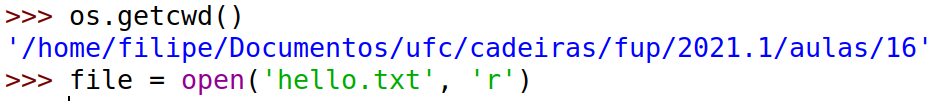 >>> os.getcwd()
'/home/filipe/Documentos/ufc/cadeiras/fup/2021.1/aulas/16'
>>> file = open('hello.txt', 'r')